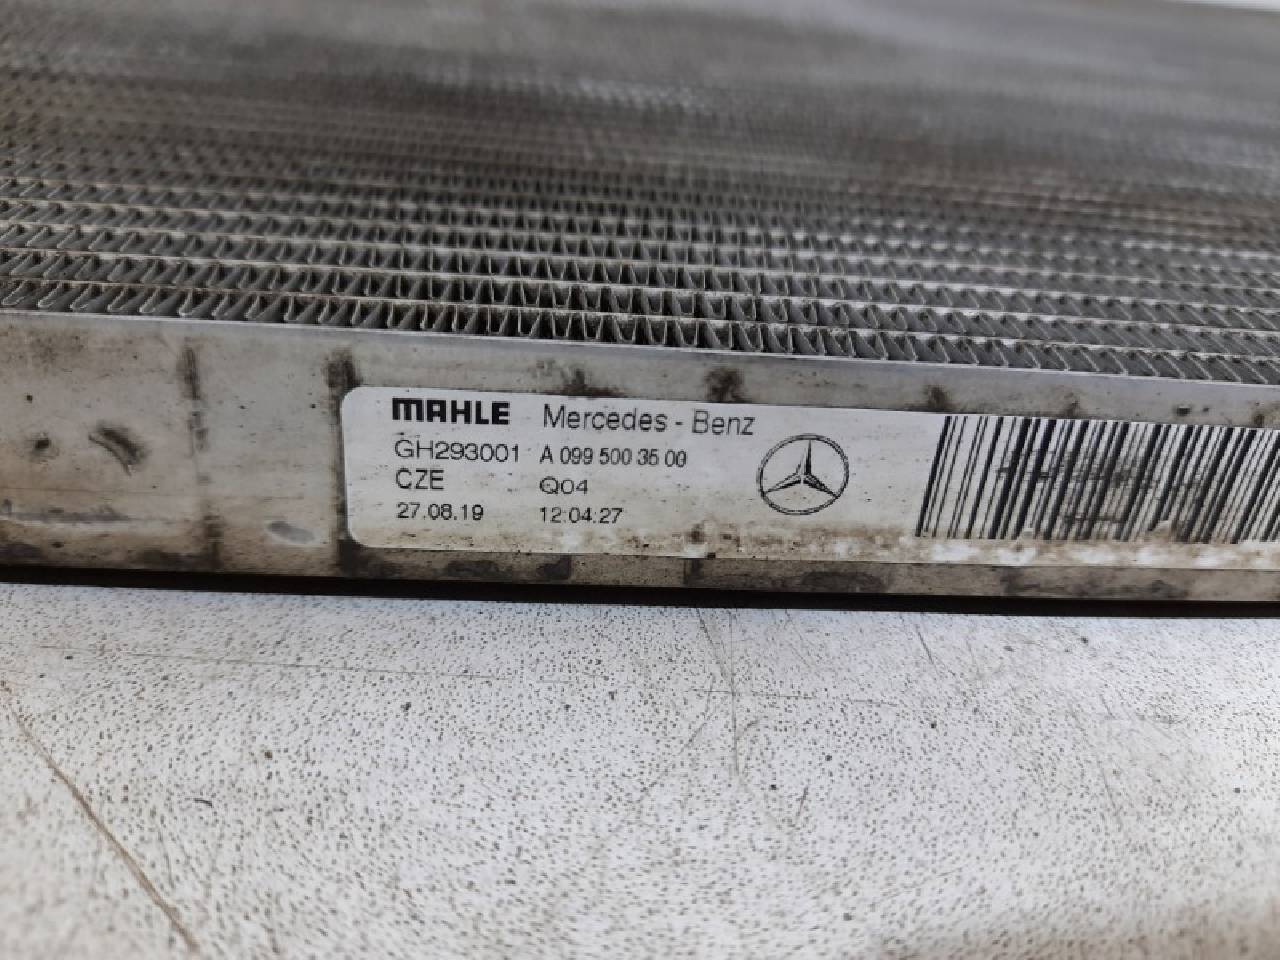 MAHLE Mercedes-Benz
GH293001 A 099 500 35 00
CZE Q04
27.08.19 12:04:27